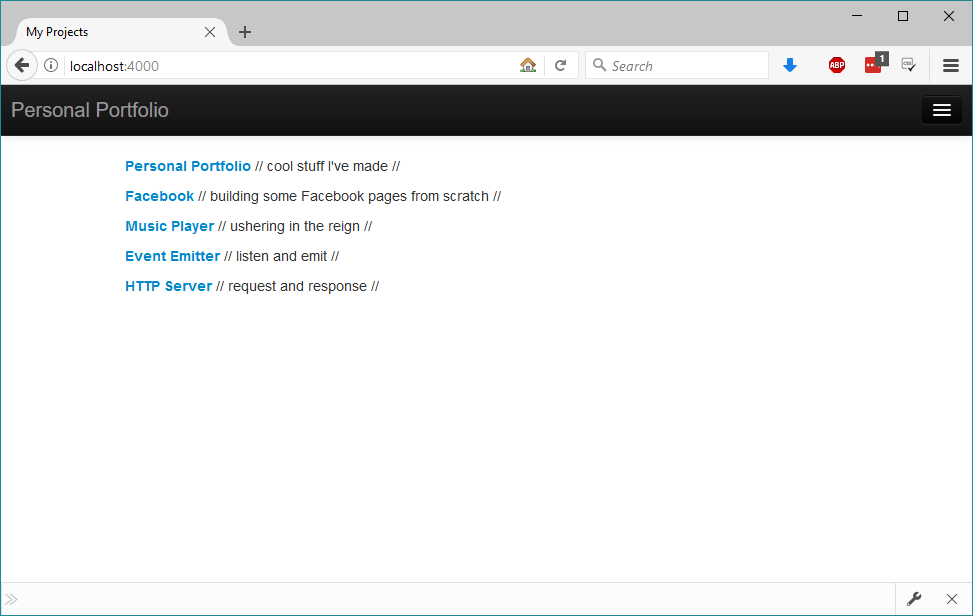 My Projects
localhost:4000
Search
ABP
1
Personal Portfolio
Personal Portfolio // cool stuff I've made //
Facebook // building some Facebook pages from scratch //
Music Player // ushering in the reign //
Event Emitter // listen and emit //
HTTP Server // request and response //